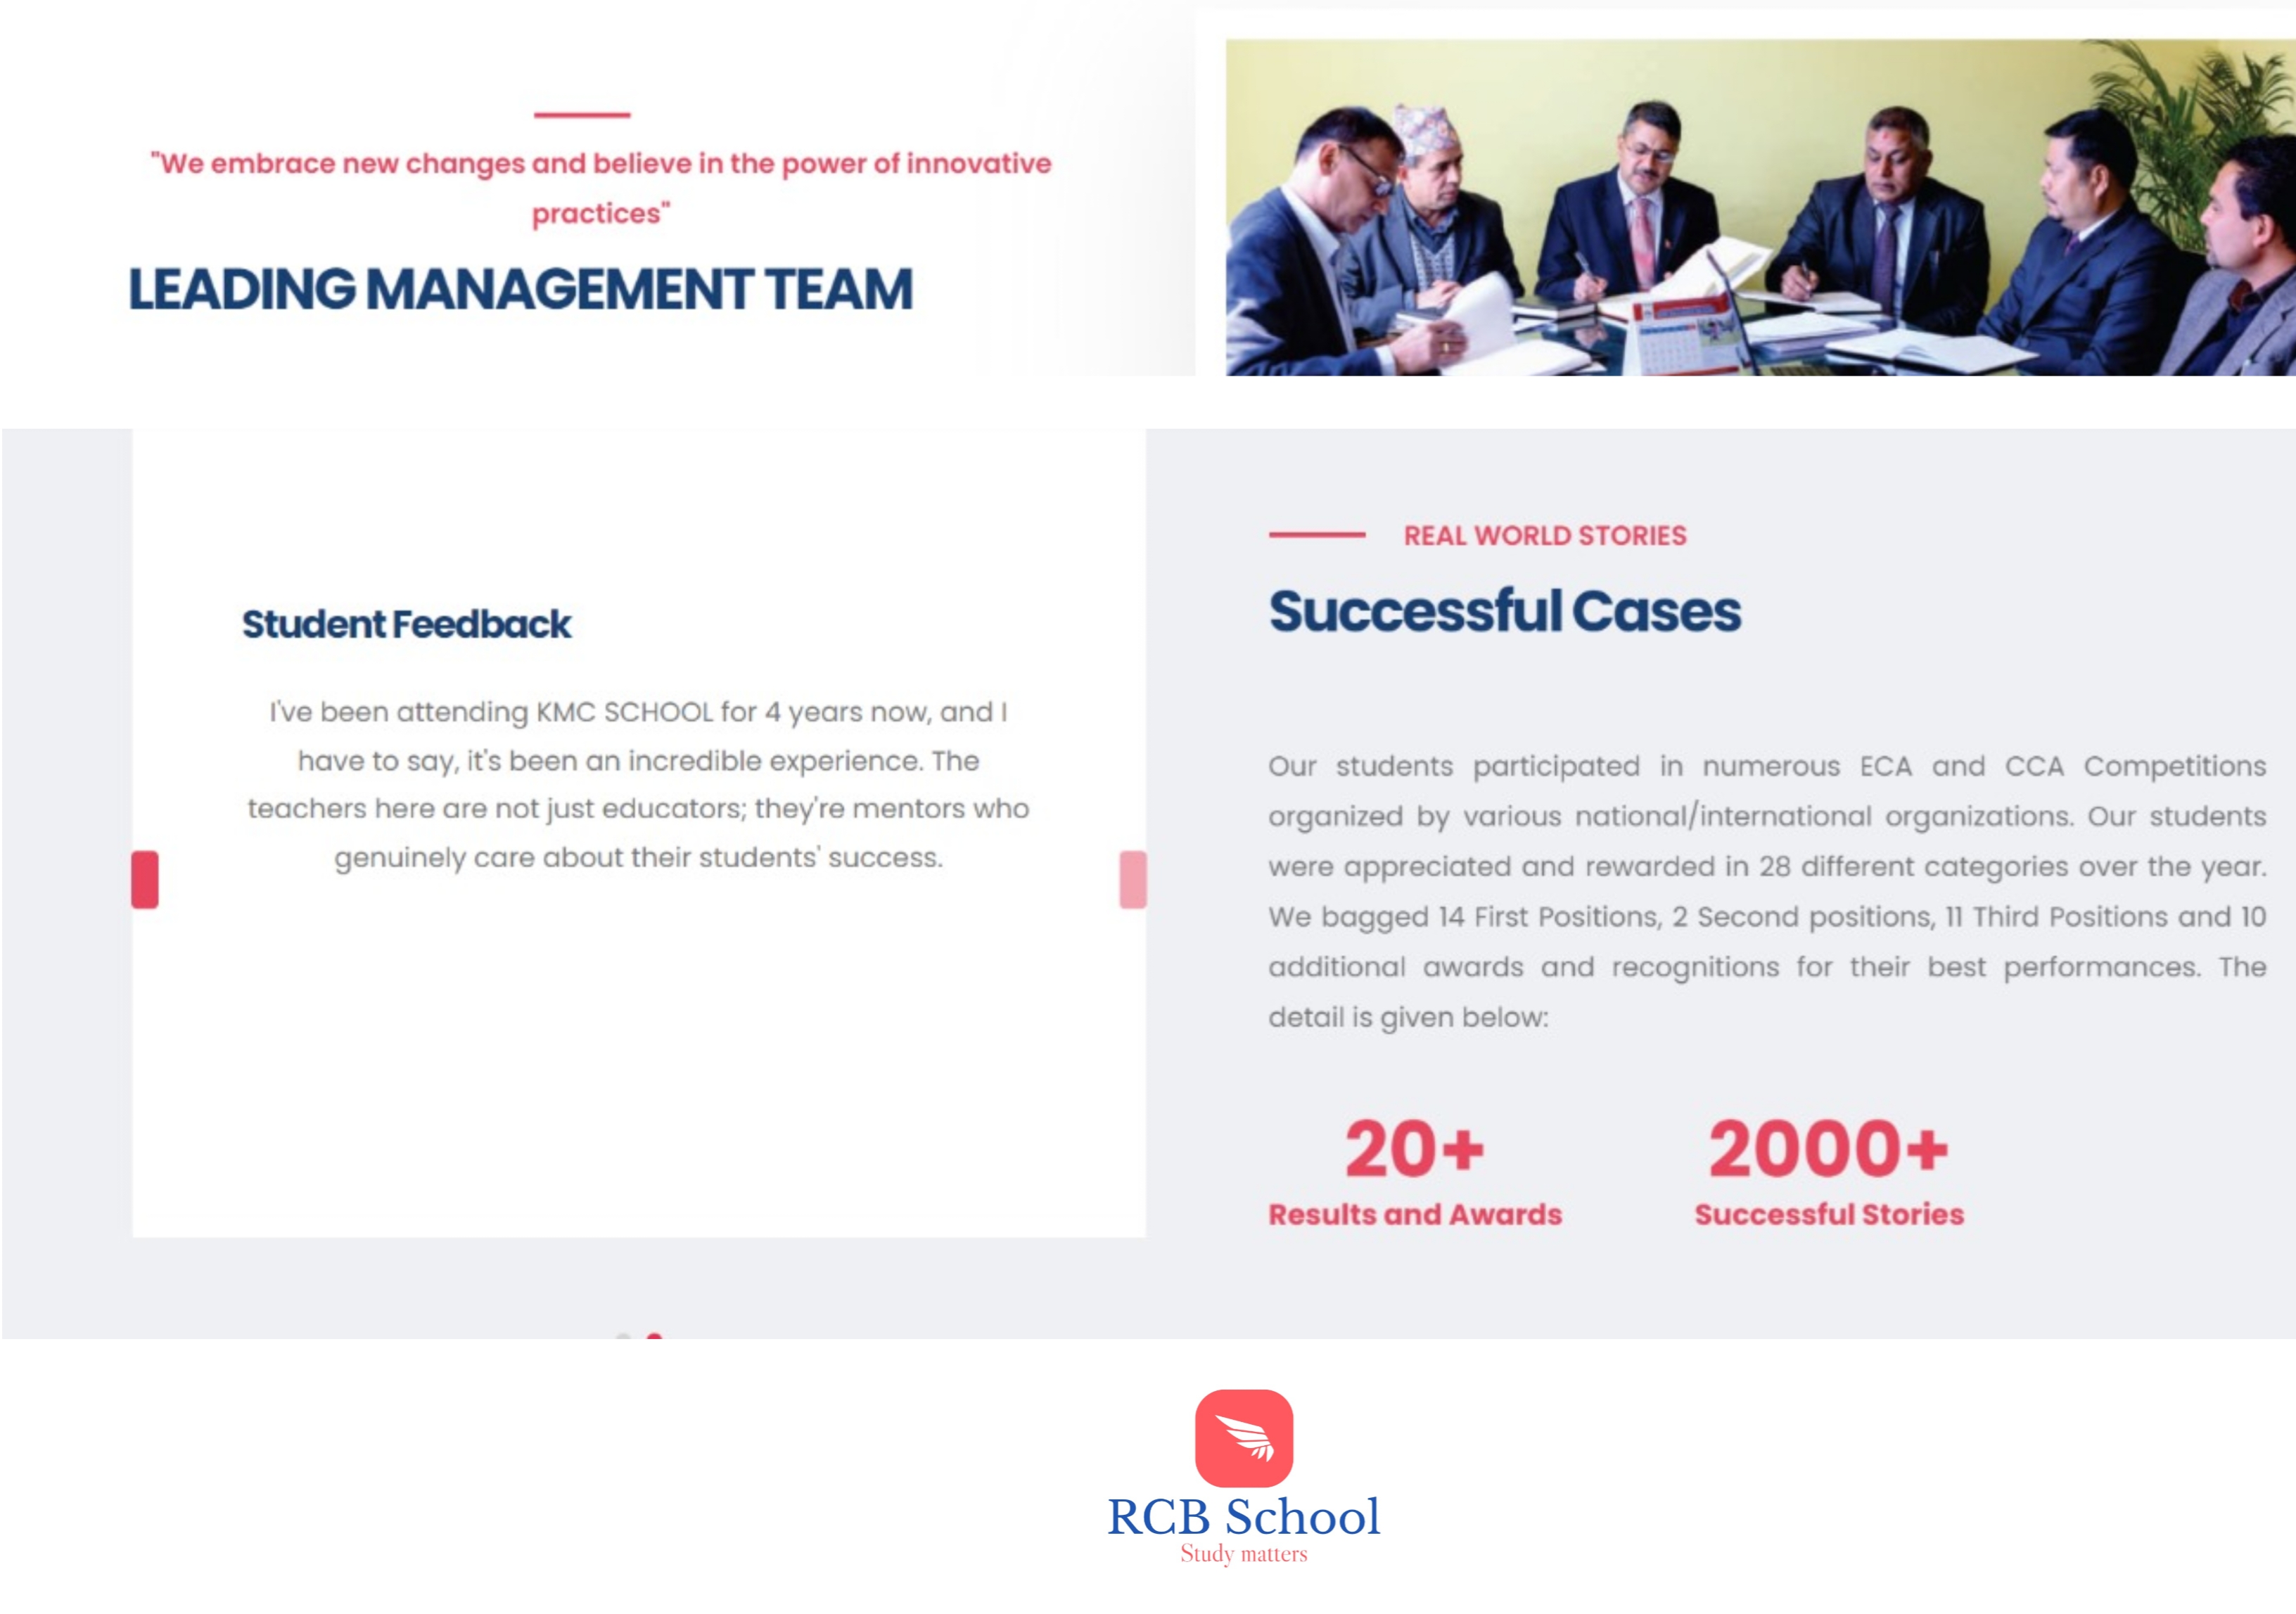 "We embrace new changes and believe in the power of innovative
practices"
LEADING MANAGEMENT TEAM
Student Feedback
I've been attending KMC SCHOOL for 4 years now, and I
have to say, it's been an incredible experience. The
teachers here are not just educators; they're mentors who
genuinely care about their students' success.
REAL WORLD STORIES
Successful Cases
Our students participated in numerous ECA and CCA Competitions
organized by various national/international organizations. Our students
were appreciated and rewarded in 28 different categories over the year.
We bagged 14 First Positions, 2 Second positions, 11 Third Positions and 10
additional awards and recognitions for their best performances. The
detail is given below:
20+
Results and Awards
2000+
Successful Stories
RCB School
Study matters